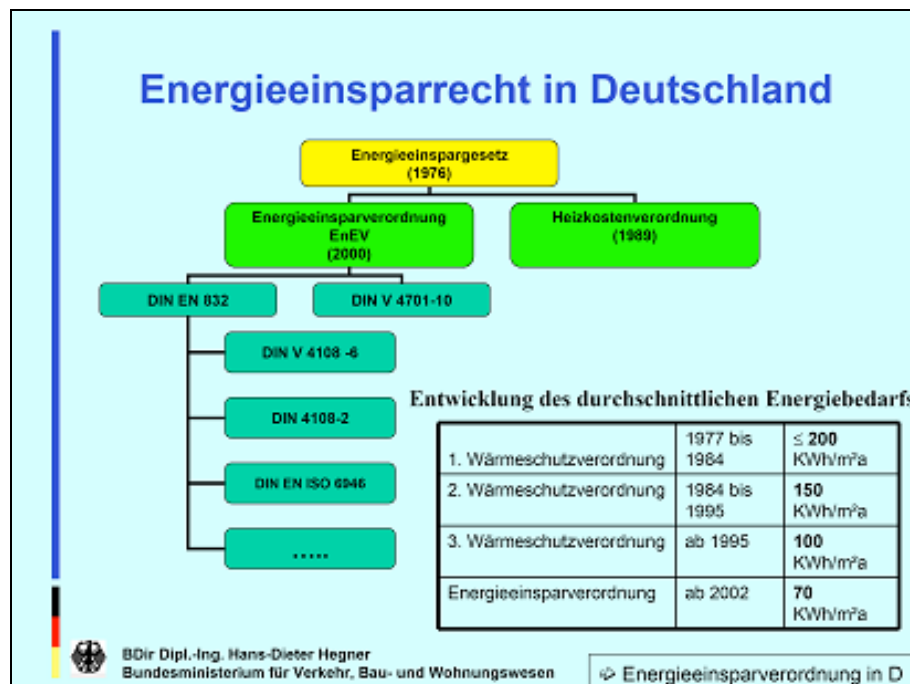 Energieeinsparrecht in Deutschland
Energieeinspargesetz
(1976)
Energieeinsparverordnung
EnEV
(2000)
Heizkostenverordnung
(1989)
DIN EN 832
DIN V 4701-10
DIN V 4108 -6
DIN 4108-2
DIN EN ISO 6946
.....
Entwicklung des durchschnittlichen Energiebedarfs
1. Wärmeschutzverordnung
1977 bis
1984
≤ 200
KWh/m²a
2. Wärmeschutzverordnung
1984 bis
1995
150
KWh/m²a
3. Wärmeschutzverordnung
ab 1995
100
KWh/m²a
Energieeinsparverordnung
ab 2002
70
KWh/m²a
BDir Dipl.-Ing. Hans-Dieter Hegner
Bundesministerium für Verkehr, Bau- und Wohnungswesen
➪ Energieeinsparverordnung in D